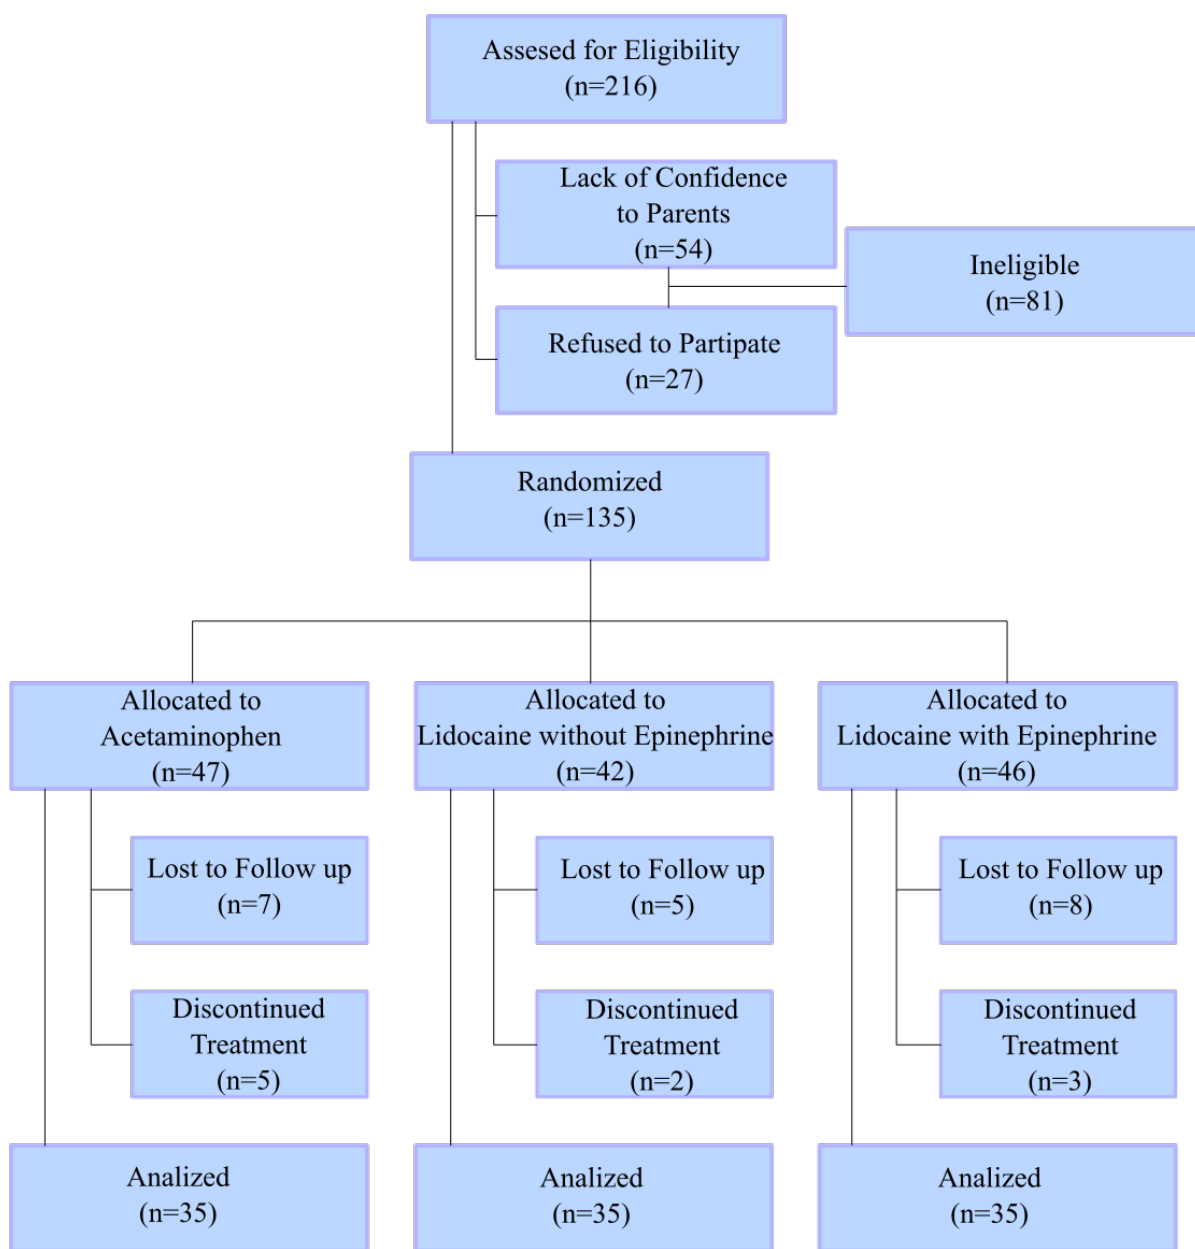 Assesed for Eligibility
(n=216)
Lack of Confidence
to Parents
(n=54)
Ineligible
(n=81)
Refused to Partipate
(n=27)
Randomized
(n=135)
Allocated to
Acetaminophen
(n=47)
Allocated to
Lidocaine without Epinephrine
(n=42)
Allocated to
Lidocaine with Epinephrine
(n=46)
Lost to Follow up
(n=7)
Lost to Follow up
(n=5)
Lost to Follow up
(n=8)
Discontinued
Treatment
(n=5)
Discontinued
Treatment
(n=2)
Discontinued
Treatment
(n=3)
Analized
(n=35)
Analized
(n=35)
Analized
(n=35)